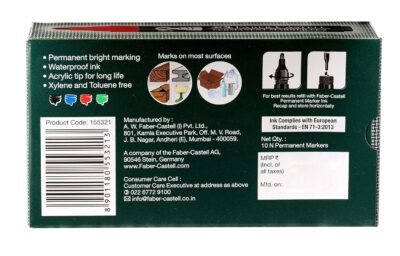 • Permanent bright marking
• Waterproof ink
• Acrylic tip for long life
• Xylene and Toluene free
Marks on most surfaces
For best results refill with Faber-Castell
Permanent Marker Ink
Recap and store horizontally
Product Code: 155321
8901180553213
Manufactured by :
A. W. Faber-Castell (I) Pvt. Ltd.,
801, Kamla Executive Park, Off. M. V. Road,
J. B. Nagar, Andheri (E), Mumbai - 400059.
A company of the Faber-Castell AG,
90546 Stein, Germany
www.Faber-Castell.com
Consumer Care Cell :
Customer Care Executive at address as above
022 6772 9100
info@faber-castell.co.in
Ink Complies with European
Standards - EN 71-3:2013
Net Qty. :
10 N Permanent Markers
MRP ₹
(Incl. of
all taxes)
Mfd. on: